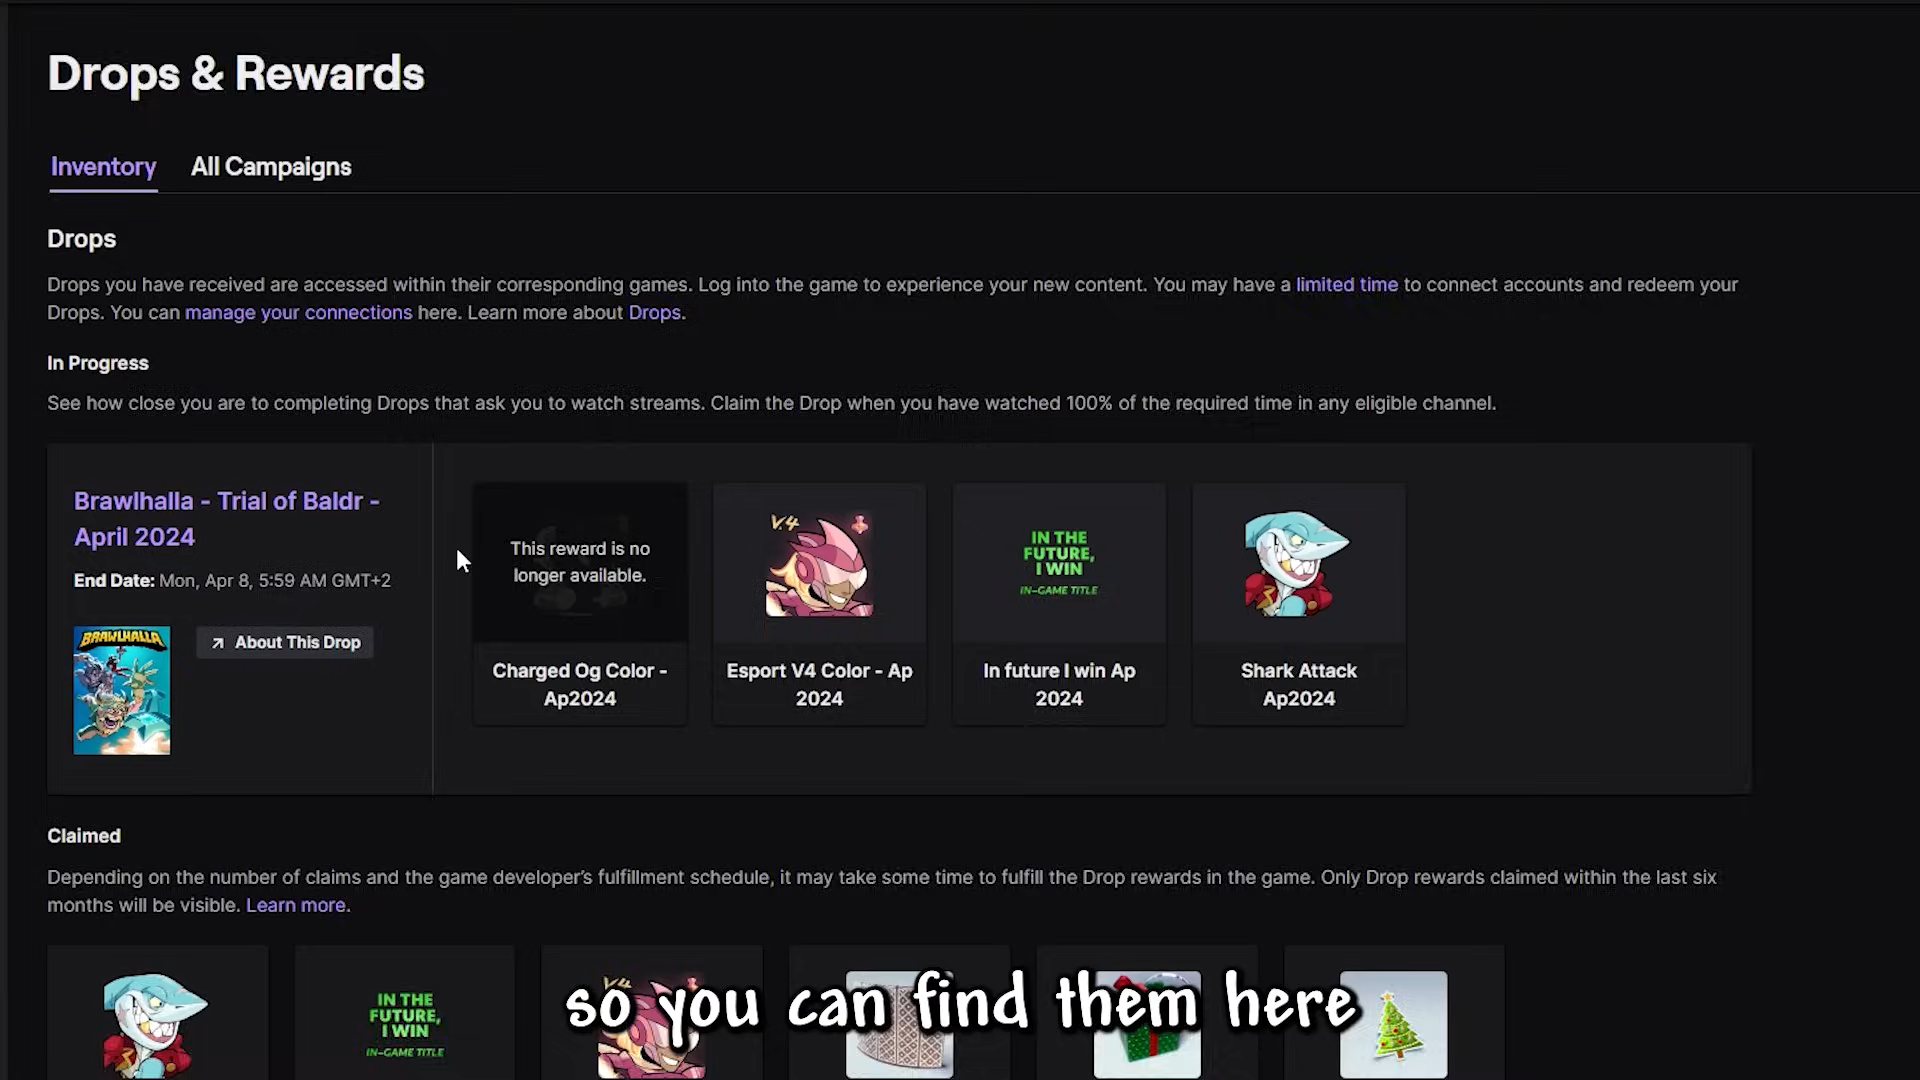 Drops & Rewards
Inventory
All Campaigns
Drops
Drops you have received are accessed within their corresponding games. Log into the game to experience your new content. You may have a limited time to connect accounts and redeem your
Drops. You can manage your connections here. Learn more about Drops.
In Progress
See how close you are to completing Drops that ask you to watch streams. Claim the Drop when you have watched 100% of the required time in any eligible channel.
Brawlhalla - Trial of Baldr -
April 2024
End Date: Mon, Apr 8, 5:59 AM GMT+2
BRAWLHALLA
About This Drop
This reward is no
longer available.
Charged Og Color -
Ap2024
V.4
Esport V4 Color - Ap
2024
IN THE
FUTURE,
I WIN
IN-GAME TITLE
In future I win Ap
2024
Shark Attack
Ap2024
Claimed
Depending on the number of claims and the game developer's fulfillment schedule, it may take some time to fulfill the Drop rewards in the game. Only Drop rewards claimed within the last six
months will be visible. Learn more.
IN THE
FUTURE,
I WIN
IN-GAME TITLE
V4
so you can find them here